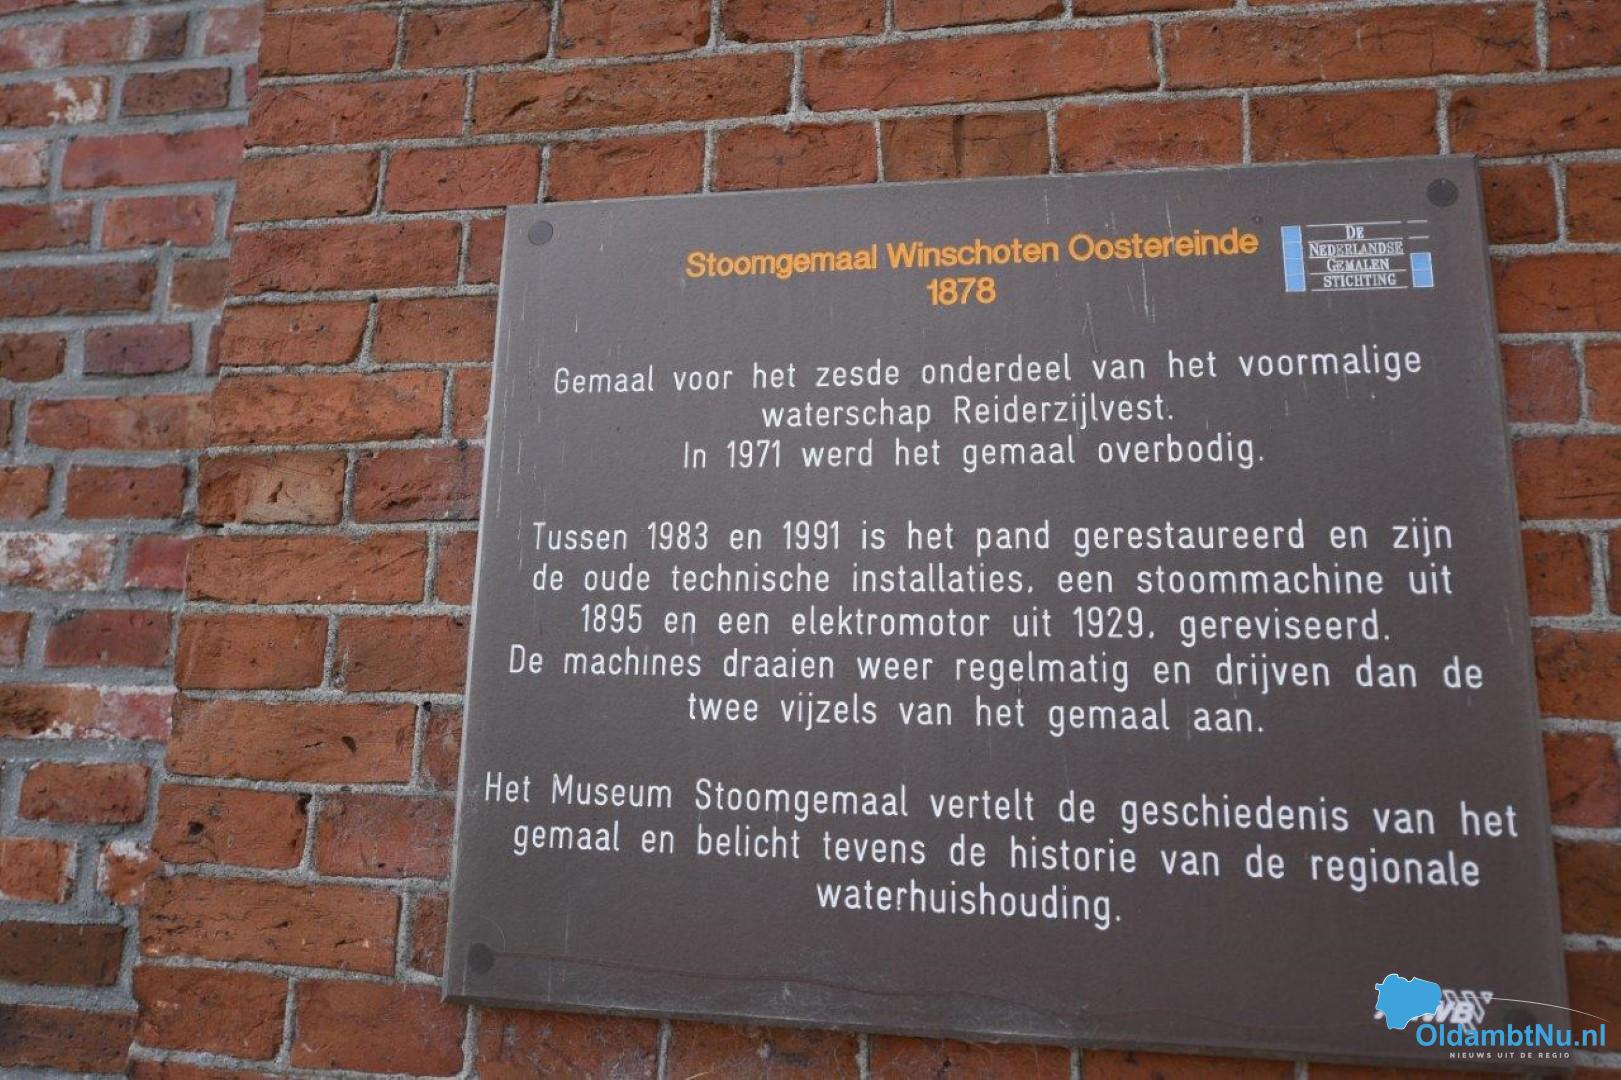 Stoomgemaal Winschoten Oostereinde
1878
DE
NEDERLANDSE
GEMALEN
STICHTING
Gemaal voor het zesde onderdeel van het voormalige
waterschap Reiderzijlvest.
In 1971 werd het gemaal overbodig.
Tussen 1983 en 1991 is het pand gerestaureerd en zijn
de oude technische installaties, een stoommachine uit
1895 en een elektromotor uit 1929, gereviseerd.
De machines draaien weer regelmatig en drijven dan de
twee vijzels van het gemaal aan.
Het Museum Stoomgemaal vertelt de geschiedenis van het
gemaal en belicht tevens de historie van de regionale
waterhuishouding.
OldambtNu.nl
NIEUWS UIT DE REGIO